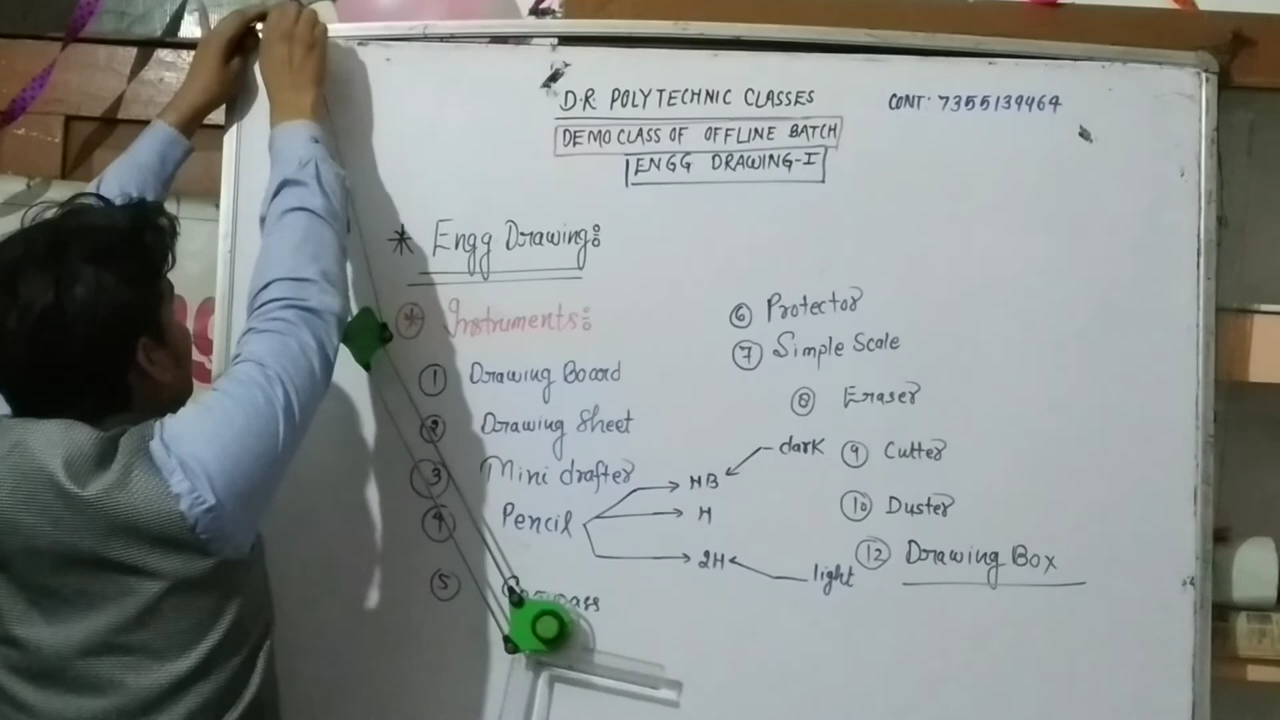 D.R. POLYTECHNIC CLASSES
CONT: 7355139464
DEMO CLASS OF OFFLINE BATCH
ENGG DRAWING-I
* Engg Drawing:
* Instruments:
1 Drawing Board
2 Drawing Sheet
3 Mini drafter
4 Pencil
HB
dark
H
2H
light
5 Compass
6 Protector
7 Simple Scale
8 Eraser
9 Cutter
10 Duster
12 Drawing Box